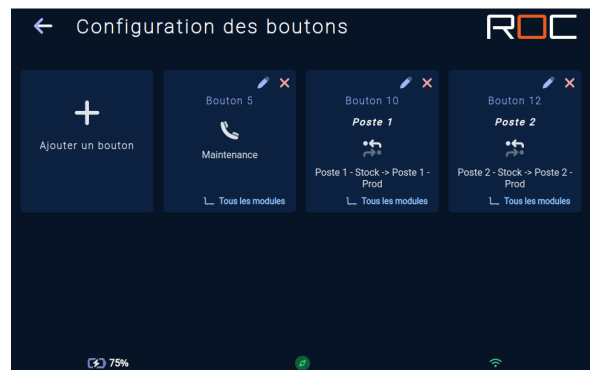 Configuration des boutons
ROC
Ajouter un bouton
Bouton 5
Maintenance
Tous les modules
Bouton 10
Poste 1
Poste 1 - Stock -> Poste 1 -
Prod
Tous les modules
Bouton 12
Poste 2
Poste 2 - Stock -> Poste 2 -
Prod
Tous les modules
75%